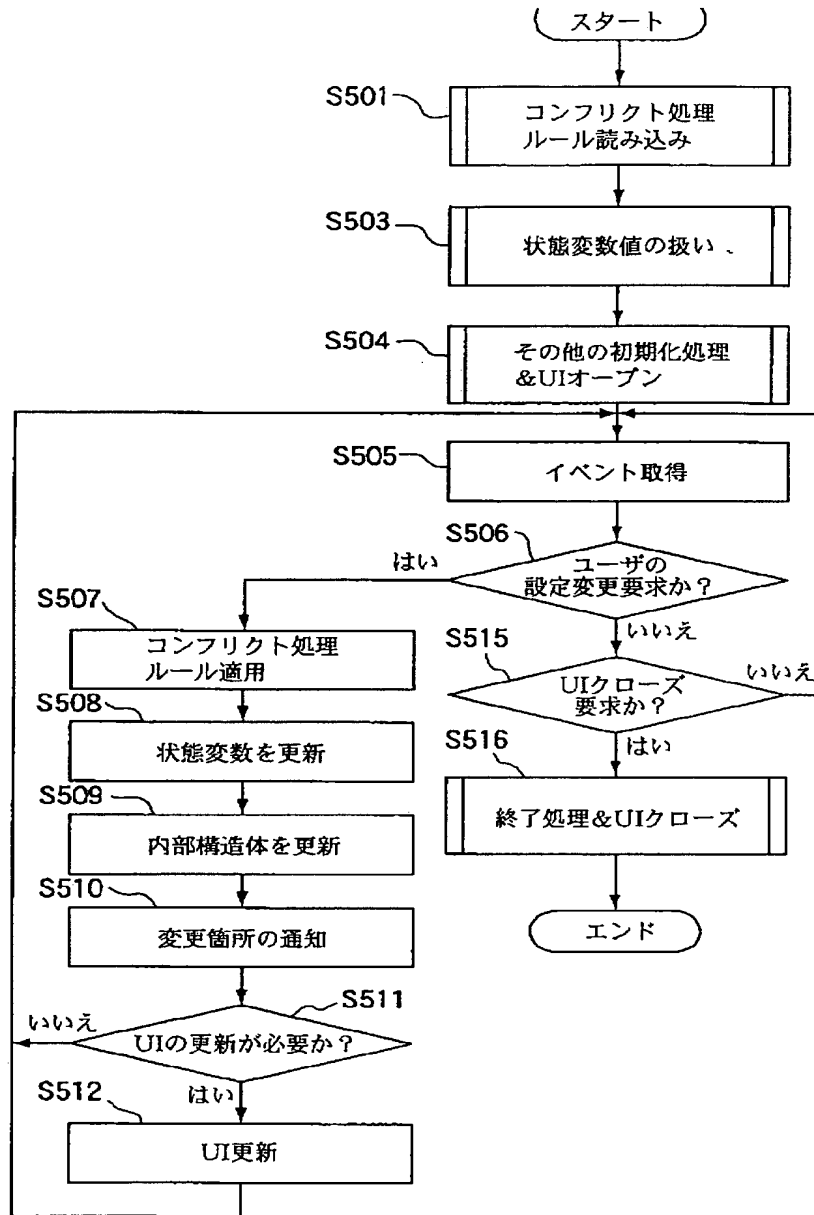 スタート
S501
コンフリクト処理
ルール読み込み
S503
状態変数値の扱い
S504
その他の初期化処理
&UIオープン
S505
イベント取得
S506
ユーザの
設定変更要求か?
はい
いいえ
S507
コンフリクト処理
ルール適用
S515
UIクローズ
要求か?
いいえ
はい
S508
状態変数を更新
S516
終了処理&UIクローズ
S509
内部構造体を更新
エンド
S510
変更箇所の通知
S511
UIの更新が必要か?
いいえ
はい
S512
UI更新